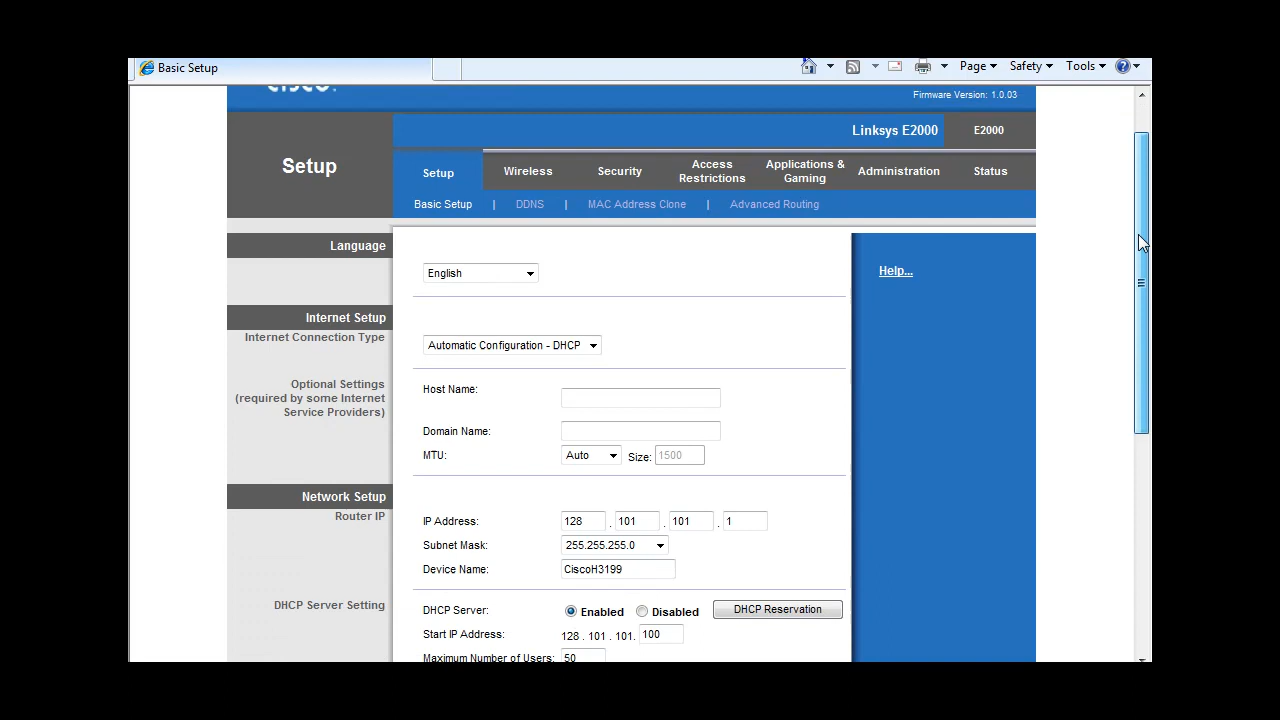 Basic Setup
Page
Safety
Tools
Firmware Version: 1.0.03
Linksys E2000
E2000
Setup
Setup
Wireless
Security
Access Restrictions
Applications & Gaming
Administration
Status
Basic Setup | DDNS | MAC Address Clone | Advanced Routing
Language
English
Help...
Internet Setup
Internet Connection Type
Automatic Configuration - DHCP
Optional Settings
(required by some Internet
Service Providers)
Host Name:
Domain Name:
MTU: Auto Size: 1500
Network Setup
Router IP
IP Address: 128 . 101 . 101 . 1
Subnet Mask: 255.255.255.0
Device Name: CiscoH3199
DHCP Server Setting
DHCP Server: Enabled Disabled DHCP Reservation
Start IP Address: 128 . 101 . 101. 100
Maximum Number of Users: 50